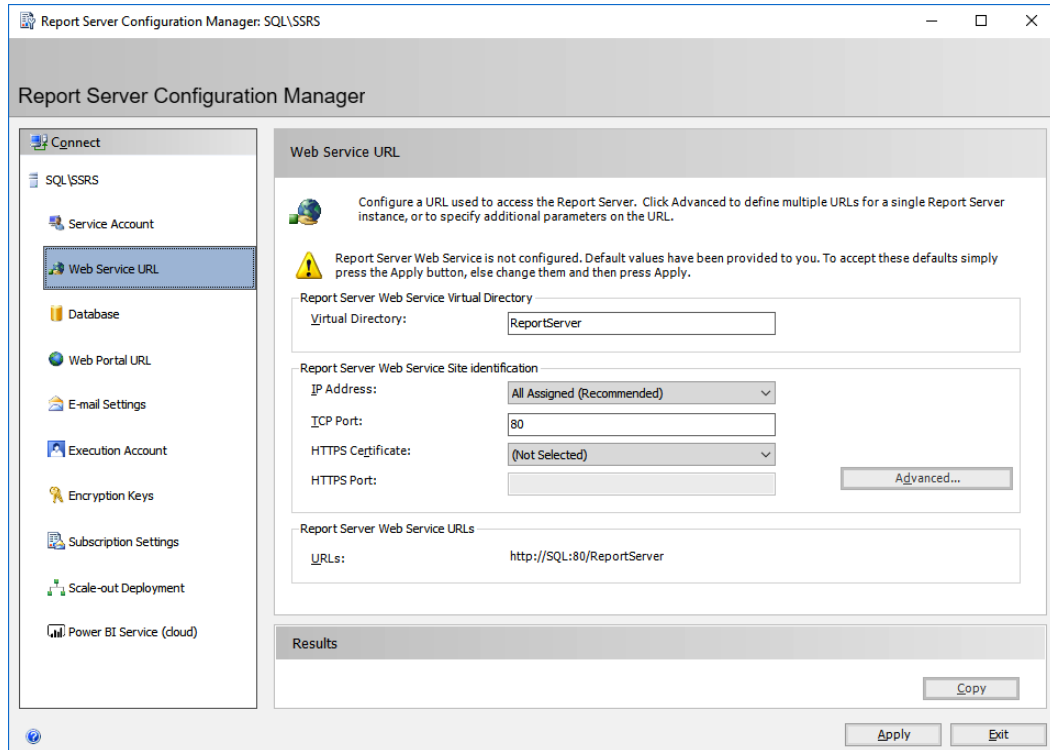 Report Server Configuration Manager: SQL\SSRS
Report Server Configuration Manager
Connect
SQL\SSRS
Service Account
Web Service URL
Database
Web Portal URL
E-mail Settings
Execution Account
Encryption Keys
Subscription Settings
Scale-out Deployment
Power BI Service (cloud)
Web Service URL
Configure a URL used to access the Report Server. Click Advanced to define multiple URLs for a single Report Server
instance, or to specify additional parameters on the URL.
Report Server Web Service is not configured. Default values have been provided to you. To accept these defaults simply
press the Apply button, else change them and then press Apply.
Report Server Web Service Virtual Directory
Virtual Directory: ReportServer
Report Server Web Service Site identification
IP Address: All Assigned (Recommended)
TCP Port: 80
HTTPS Certificate: (Not Selected)
HTTPS Port:
Advanced...
Report Server Web Service URLs
URLs: http://SQL:80/ReportServer
Results
Copy
Apply Exit